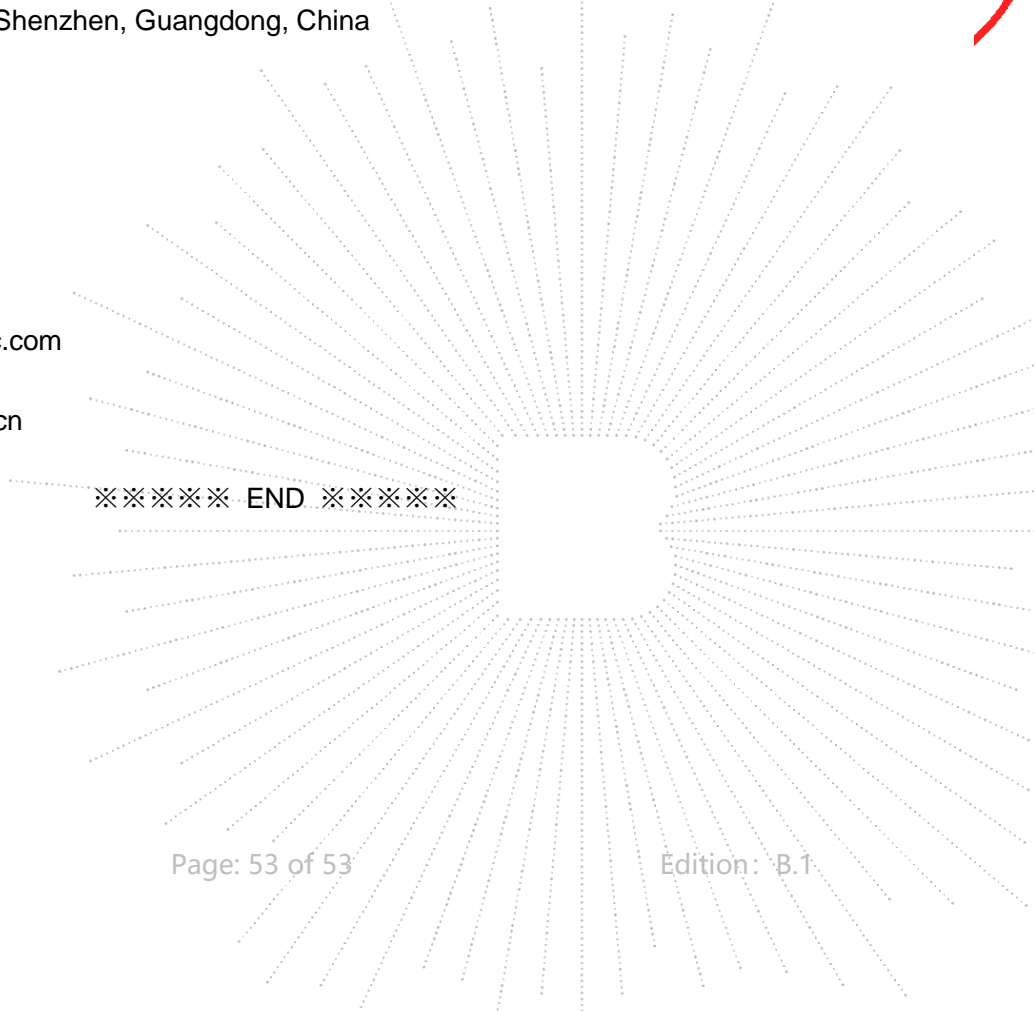 Shenzhen, Guangdong, China
.com
cn
※※※※※ END ※※※※※
Page: 53 of 53 Edition： B.1